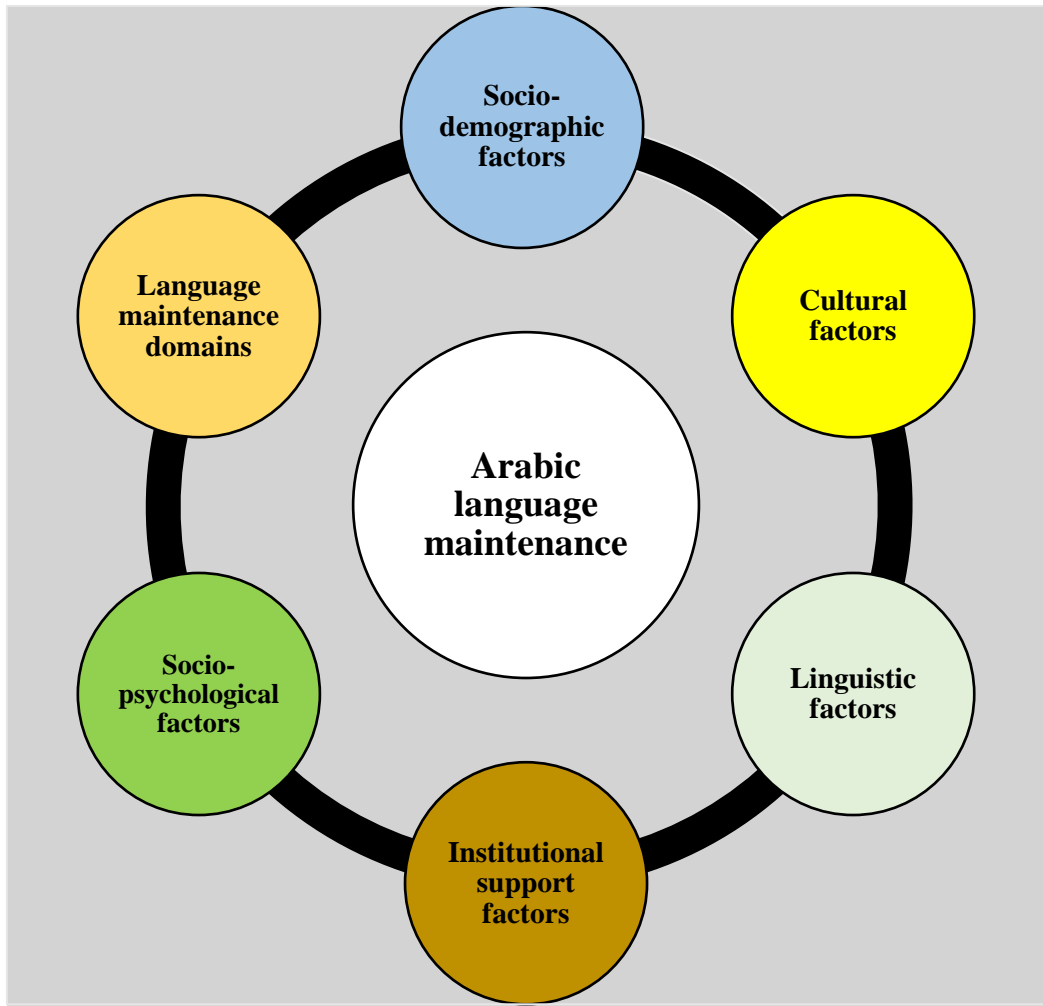 Socio-
demographic
factors
Cultural
factors
Linguistic
factors
Institutional
support
factors
Socio-
psychological
factors
Language
maintenance
domains
Arabic
language
maintenance